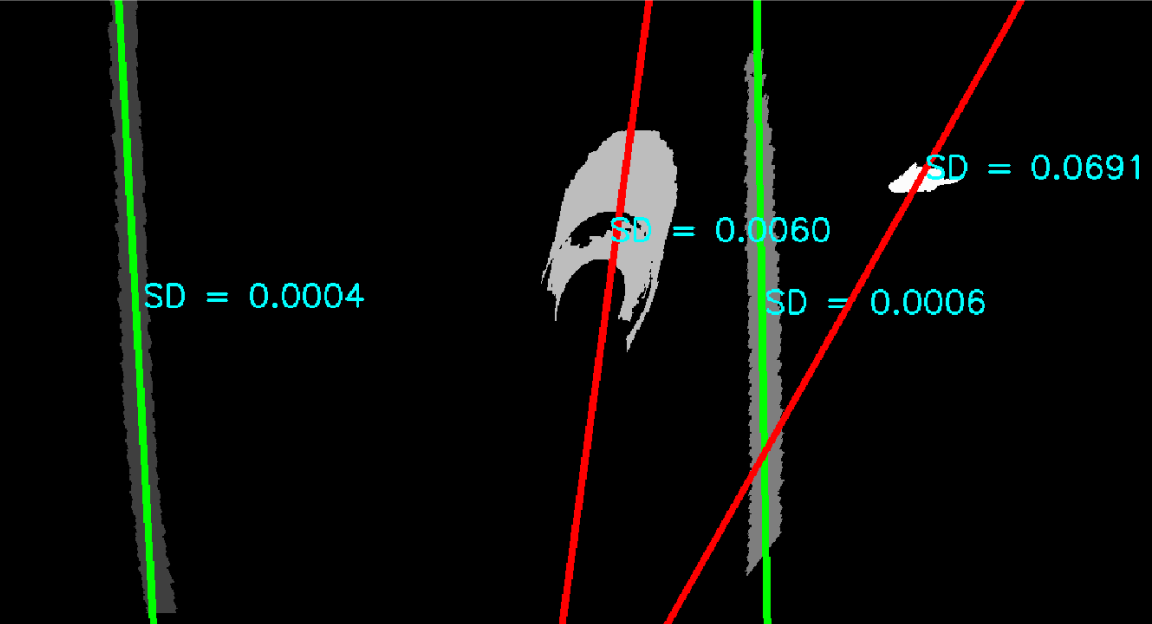 SD = 0.0691
SD = 0.0060
SD = 0.0004
SD = 0.0006